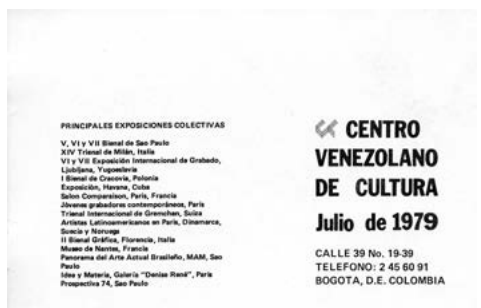 PRINCIPALES EXPOSICIONES COLECTIVAS
V, VI y VII Bienal de Sao Paulo
XIV Trienal de Milán, Italia
VI y VII Exposición Internacional de Grabado,
Ljubljana, Yugoeslavia
I Bienal de Cracovia, Polonia
Exposición, Havana, Cuba
Salon Comparaison, Paris, Francia
Jóvenes grabadores contemporáneos, Paris
Trienal Internacional de Grenchen, Suiza
Artistas Latinoamericanos en Paris, Dinamarca,
Suecia y Noruega
II Bienal Gráfica, Florencia, Italia
Museo de Nantes, Francia
Panorama del Arte Actual Brasileño, MAM, Sao
Paulo
Idea y Materia, Galería "Denise René", Paris
Prospectiva 74, Sao Paulo
CENTRO
VENEZOLANO
DE CULTURA
Julio de 1979
CALLE 39 No. 19-39
TELEFONO: 2 45 60 91
BOGOTA, D.E. COLOMBIA